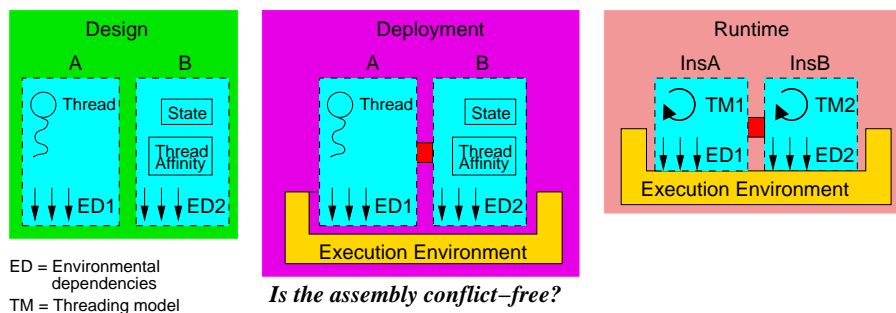 Design
A
B
Thread
State
Thread
Affinity
ED1
ED2
ED = Environmental
dependencies
TM = Threading model
Deployment
A
B
Thread
State
Thread
Affinity
ED1
ED2
Execution Environment
Is the assembly conflict−free?
Runtime
InsA
InsB
TM1
TM2
ED1
ED2
Execution Environment